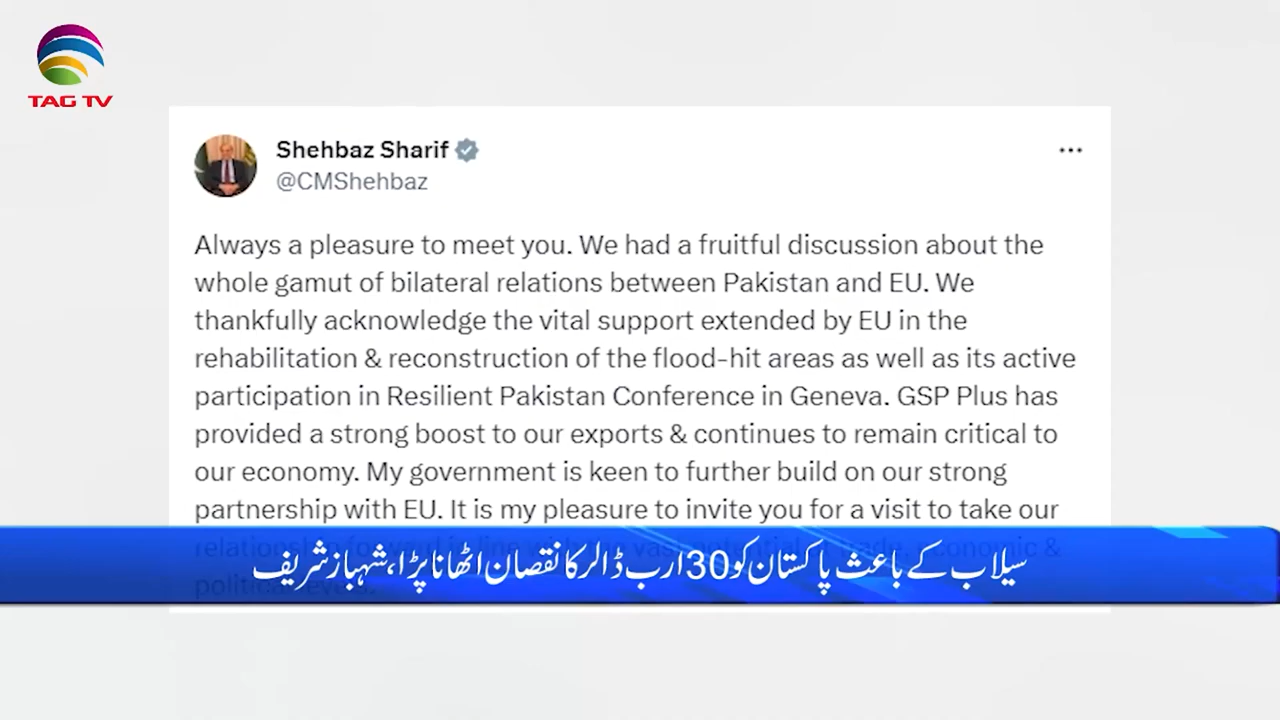 TAG TV
Shehbaz Sharif
@CMShehbaz
Always a pleasure to meet you. We had a fruitful discussion about the
whole gamut of bilateral relations between Pakistan and EU. We
thankfully acknowledge the vital support extended by EU in the
rehabilitation & reconstruction of the flood-hit areas as well as its active
participation in Resilient Pakistan Conference in Geneva. GSP Plus has
provided a strong boost to our exports & continues to remain critical to
our economy. My government is keen to further build on our strong
partnership with EU. It is my pleasure to invite you for a visit to take our
سیلاب کے باعث پاکستان کو 30 ارب ڈالر کا نقصان اٹھانا پڑا، شہباز شریف